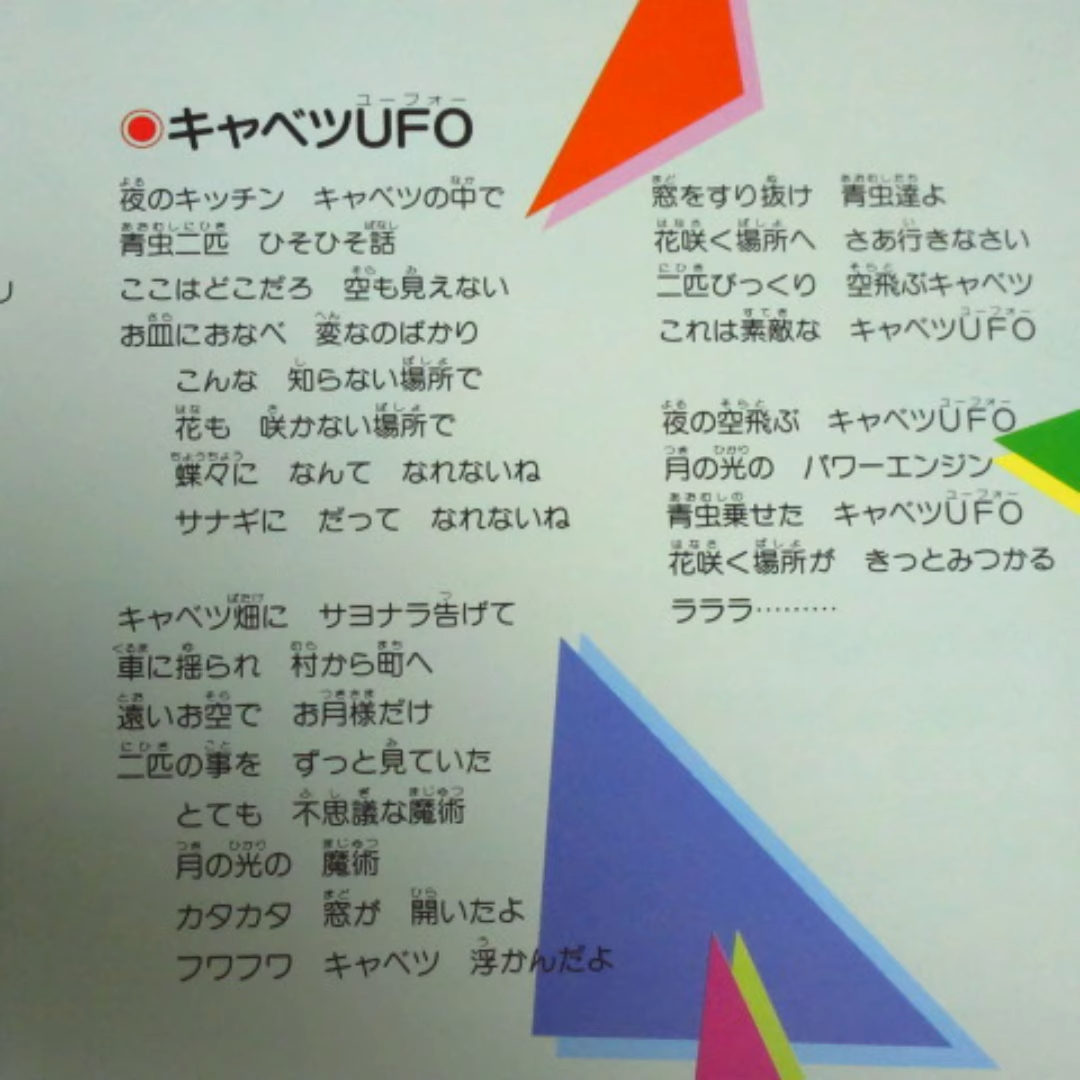 キャベツUFO
夜のキッチン　キャベツの中で
青虫二匹　ひそひそ話
ここはどこだろ　空も見えない
お皿におなべ　変なのばかり
こんな　知らない場所で
花も　咲かない場所で
蝶々に　なんて　なれないね
サナギに　だって　なれないね
キャベツ畑に　サヨナラ告げて
車に揺られ　村から町へ
遠いお空で　お月様だけ
二匹の事を　ずっと見ていた
とても　不思議な魔術
月の光の　魔術
カタカタ　窓が　開いたよ
フワフワ　キャベツ　浮かんだよ
窓をすり抜け　青虫達よ
花咲く場所へ　さあ行きなさい
二匹びっくり　空飛ぶキャベツ
これは素敵な　キャベツUFO
夜の空飛ぶ　キャベツUFO
月の光の　パワーエンジン
青虫乗せた　キャベツUFO
花咲く場所が　きっとみつかる
ラララ………